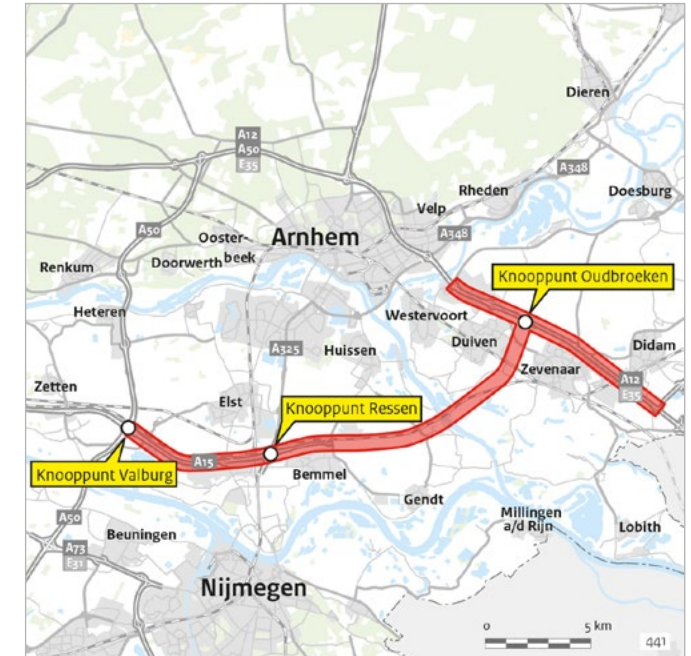 Dieren
A12
A50
E35
A348
Rheden
Doesburg
Velp
A50
Ooster-
beek
Arnhem
A348
Doorwerth
Renkum
Knooppunt Oudbroeken
Heteren
Westervoort
A325
Huissen
Duiven
Didam
Zevenaar
Zetten
A12
E35
Elst
Knooppunt Ressen
A15
Knooppunt Valburg
Bemmel
Gendt
A50
Millingen
a/d Rijn
Lobith
Beuningen
A73
E31
Nijmegen
0 5 km
441